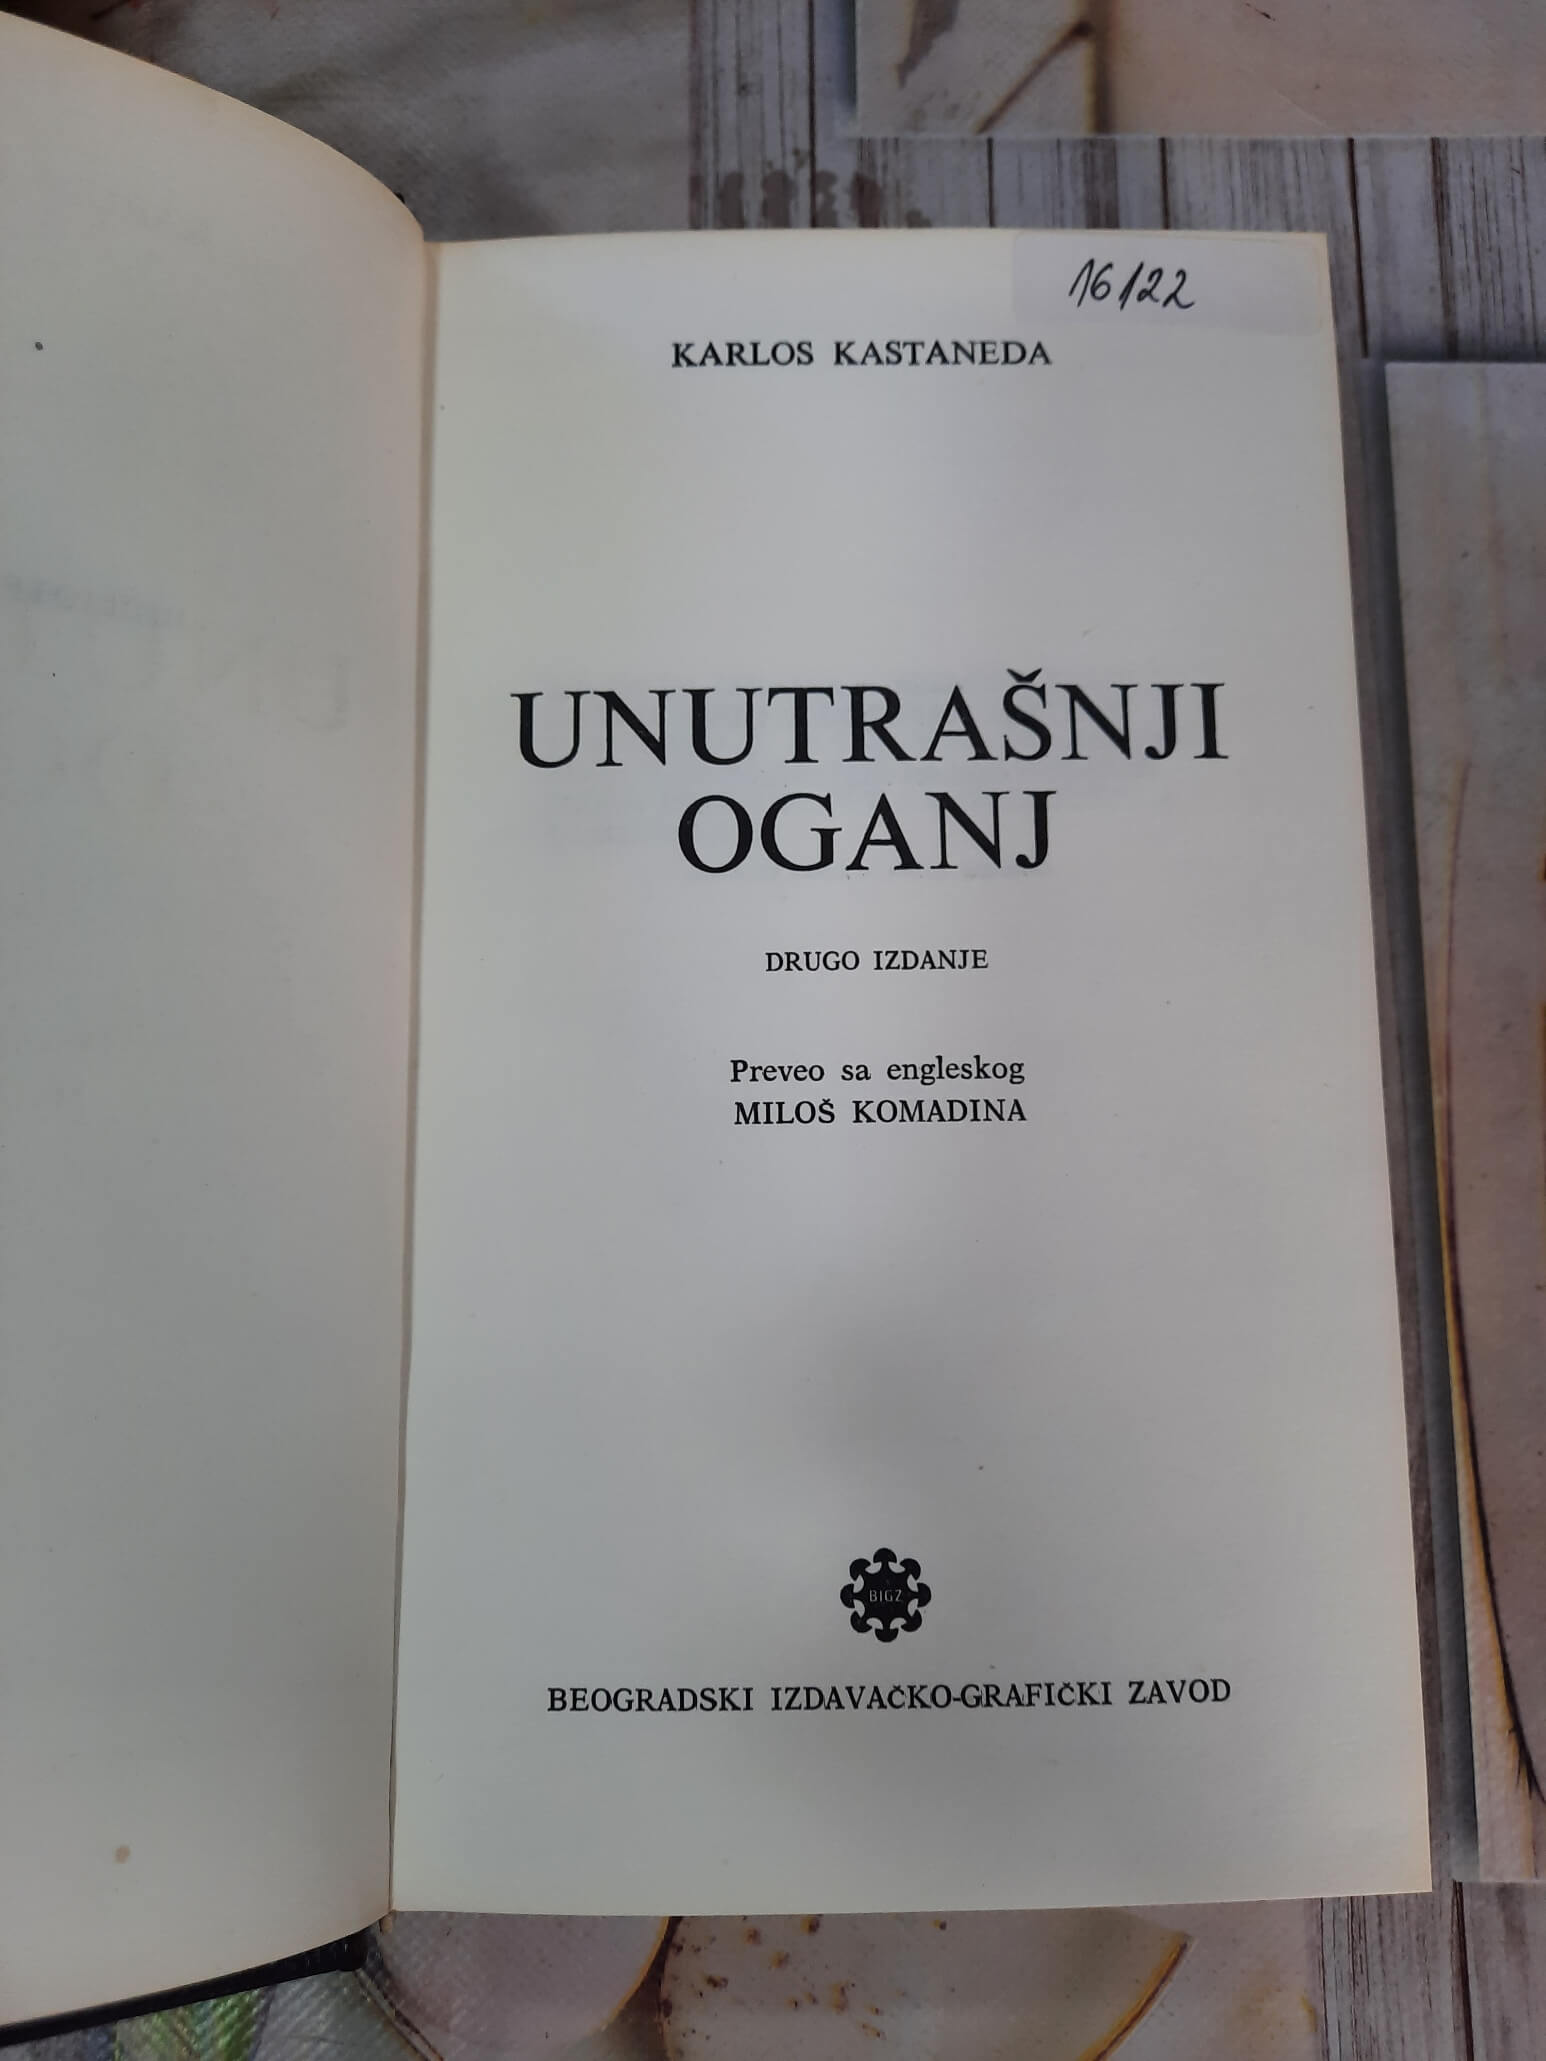 16/22
KARLOS KASTANEDA
UNUTRAŠNJI
OGANJ
DRUGO IZDANJE
Preveo sa engleskog
MILOŠ KOMADINA
BIGZ
BEOGRADSKI IZDAVAČKO-GRAFIČKI ZAVOD